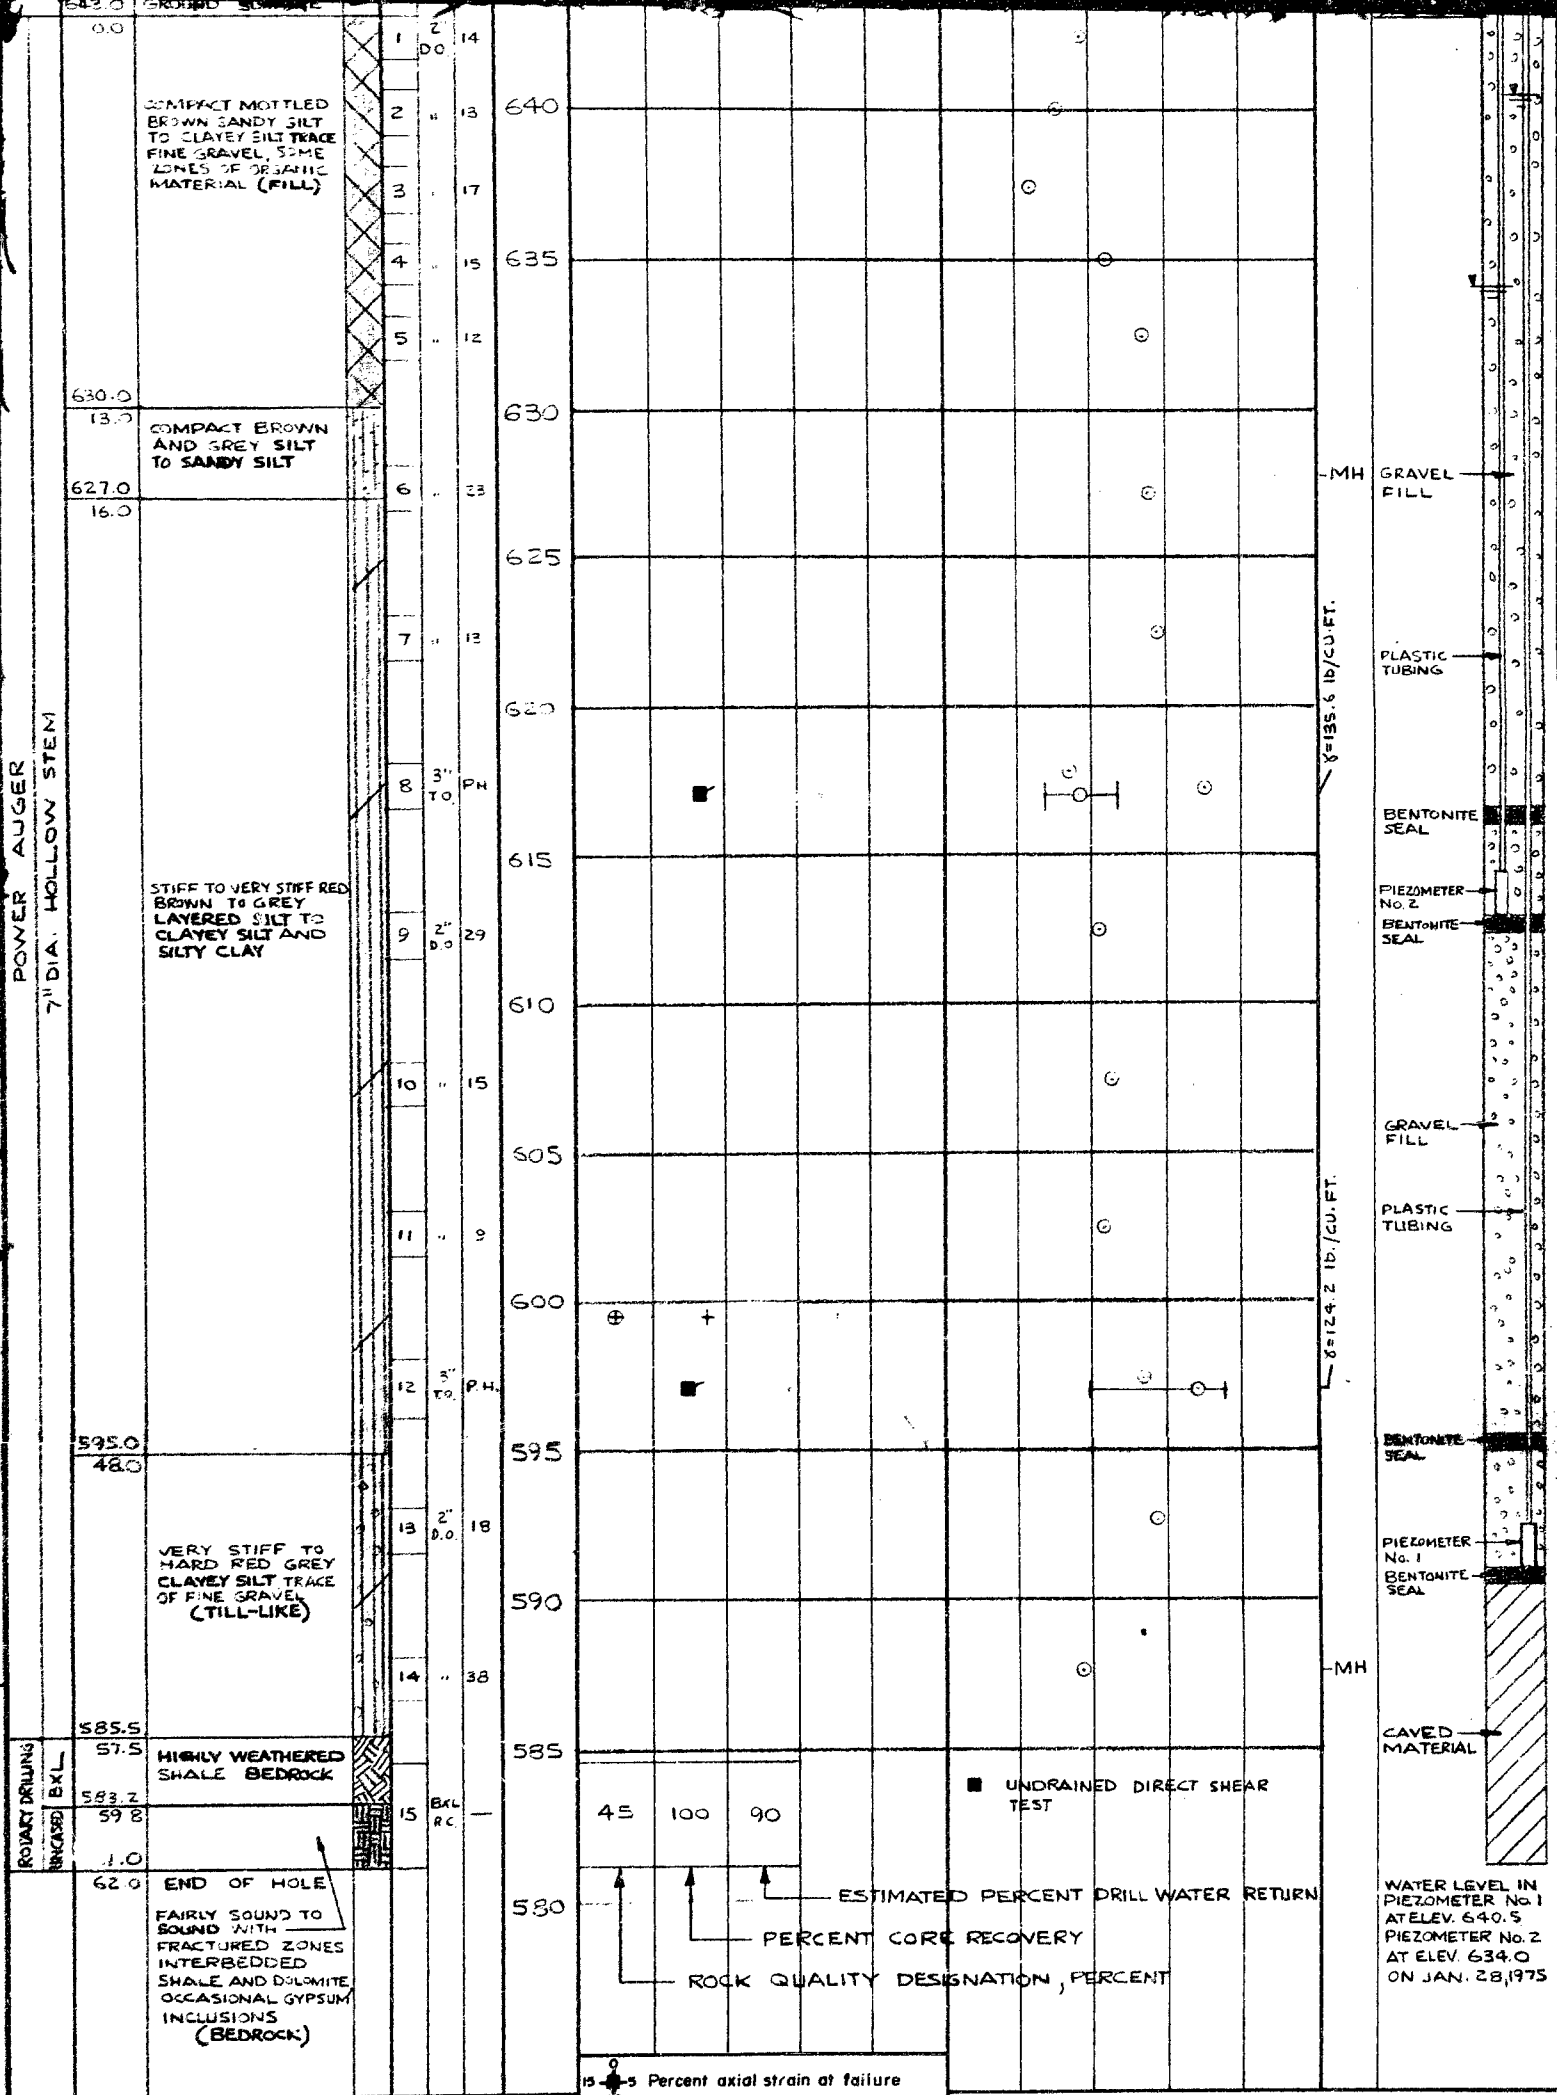 643.0 GROUND SURFACE
0.0
COMPACT MOTTLED
BROWN SANDY SILT
TO CLAYEY SILT TRACE
FINE GRAVEL, SOME
ZONES OF ORGANIC
MATERIAL (FILL)
630.0
13.0
COMPACT BROWN
AND GREY SILT
TO SANDY SILT
627.0
16.0
STIFF TO VERY STIFF RED
BROWN TO GREY
LAYERED SILT TO
CLAYEY SILT AND
SILTY CLAY
595.0
48.0
VERY STIFF TO
HARD RED GREY
CLAYEY SILT TRACE
OF FINE GRAVEL
(TILL-LIKE)
585.5
57.5
HIGHLY WEATHERED
SHALE BEDROCK
583.2
59.8
1.0
62.0 END OF HOLE
FAIRLY SOUND TO
SOUND WITH
FRACTURED ZONES
INTERBEDDED
SHALE AND DOLOMITE
OCCASIONAL GYPSUM
INCLUSIONS
(BEDROCK)
POWER AUGER
7" DIA. HOLLOW STEM
ROTARY DRILLING
UNCASED BXL
1 2" D.O. 14
2 " 13
3 " 17
4 " 15
5 " 12
6 " 23
7 " 13
8 3" T.O. PH
9 2" D.O. 29
10 " 15
11 " 9
12 3" T.O. P.H.
13 2" D.O. 18
14 " 38
15 BXL R.C. —
640
635
630
625
620
615
610
605
600
595
590
585
580
45 100 90
■ UNDRAINED DIRECT SHEAR
TEST
ESTIMATED PERCENT DRILL WATER RETURN
PERCENT CORE RECOVERY
ROCK QUALITY DESIGNATION, PERCENT
0
15 5 Percent axial strain at failure
MH
γ=135.6 lb/CU.FT.
γ=124.2 lb./CU.FT.
MH
GRAVEL
FILL
PLASTIC
TUBING
BENTONITE
SEAL
PIEZOMETER
No. 2
BENTONITE
SEAL
GRAVEL
FILL
PLASTIC
TUBING
BENTONITE
SEAL
PIEZOMETER
No. 1
BENTONITE
SEAL
CAVED
MATERIAL
WATER LEVEL IN
PIEZOMETER No.1
AT ELEV. 640.5
PIEZOMETER No.2
AT ELEV. 634.0
ON JAN. 28,1975